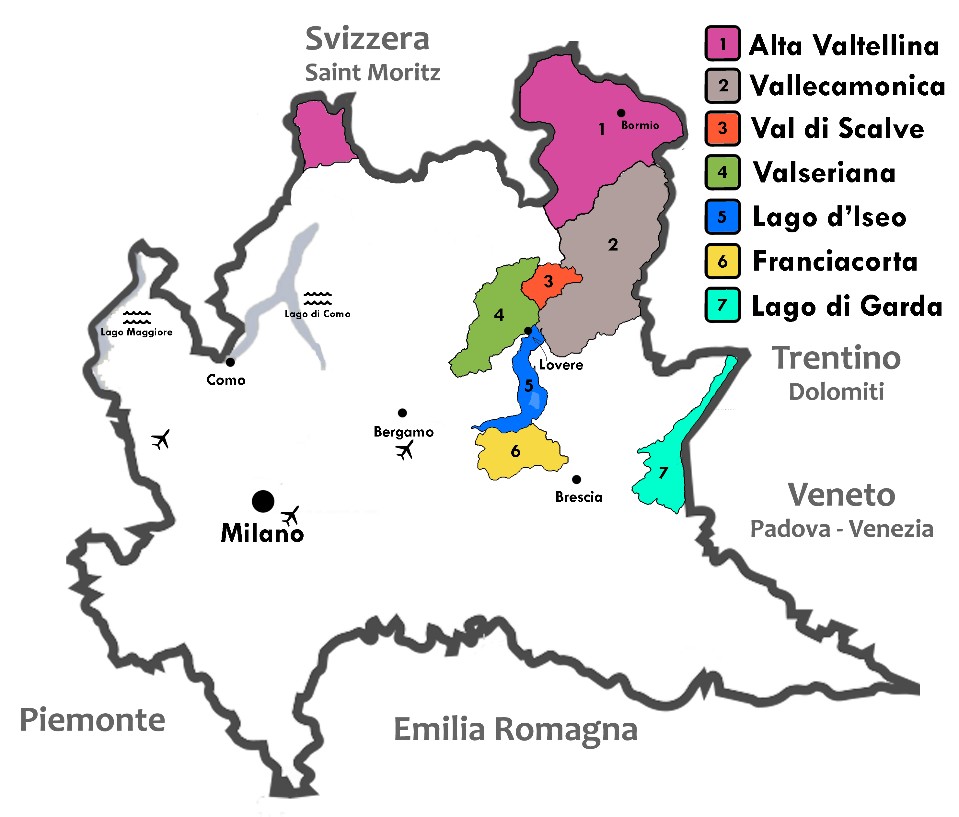 Svizzera
Saint Moritz
1 Alta Valtellina
2 Vallecamonica
3 Val di Scalve
4 Valseriana
5 Lago d'Iseo
6 Franciacorta
7 Lago di Garda
1
Bormio
2
3
4
Lago Maggiore
Lago di Como
Como
Lovere
5
Trentino
Dolomiti
Bergamo
6
7
Brescia
Milano
Veneto
Padova - Venezia
Piemonte
Emilia Romagna